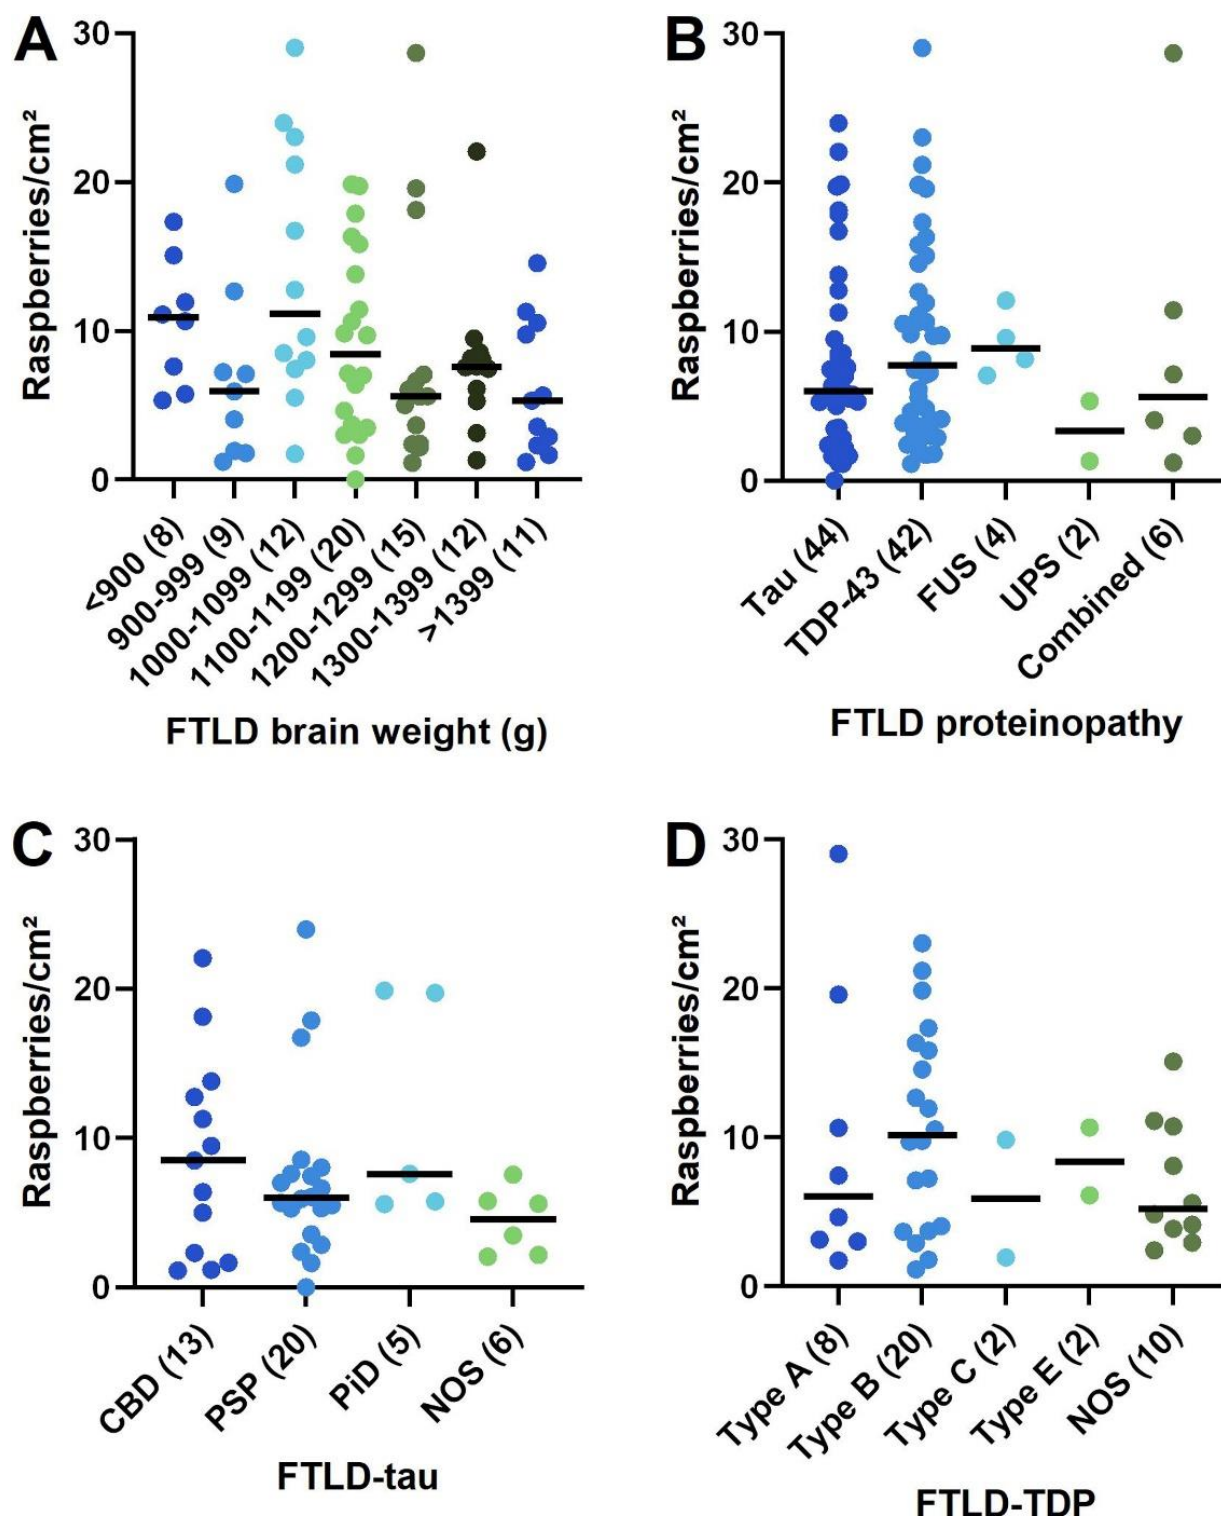 A
Raspberries/cm²
30
20
10
0
<900 (8)
900-999 (9)
1000-1099 (12)
1100-1199 (20)
1200-1299 (15)
1300-1399 (12)
>1399 (11)
FTLD brain weight (g)
B
Raspberries/cm²
30
20
10
0
Tau (44)
TDP-43 (42)
FUS (4)
UPS (2)
Combined (6)
FTLD proteinopathy
C
Raspberries/cm²
30
20
10
0
CBD (13)
PSP (20)
PiD (5)
NOS (6)
FTLD-tau
D
Raspberries/cm²
30
20
10
0
Type A (8)
Type B (20)
Type C (2)
Type E (2)
NOS (10)
FTLD-TDP